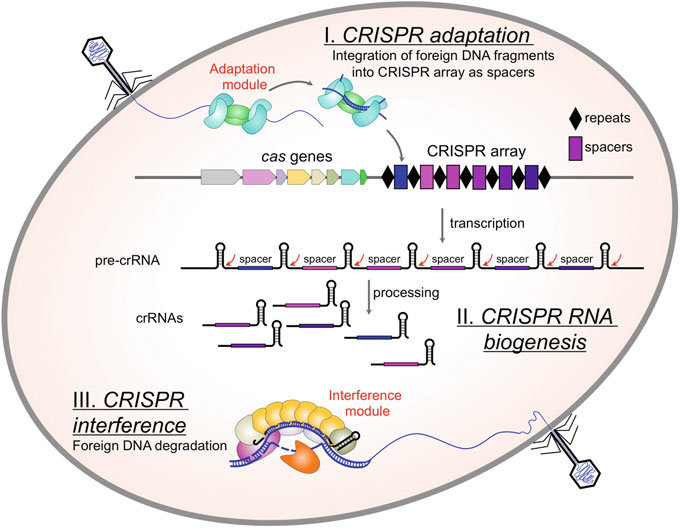 I. CRISPR adaptation
Integration of foreign DNA fragments
into CRISPR array as spacers
Adaptation
module
repeats
spacers
cas genes
CRISPR array
transcription
pre-crRNA
spacer spacer spacer spacer spacer spacer
processing
crRNAs
II. CRISPR RNA
biogenesis
III. CRISPR
interference
Foreign DNA degradation
Interference
module